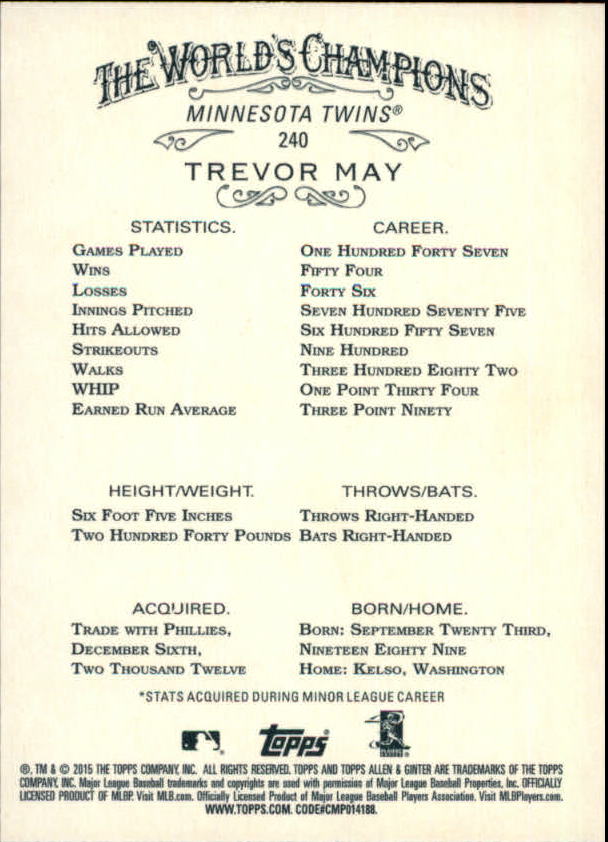 THE WORLD'S CHAMPIONS
MINNESOTA TWINS®
240
TREVOR MAY
STATISTICS. CAREER.
GAMES PLAYED ONE HUNDRED FORTY SEVEN
WINS FIFTY FOUR
LOSSES FORTY SIX
INNINGS PITCHED SEVEN HUNDRED SEVENTY FIVE
HITS ALLOWED SIX HUNDRED FIFTY SEVEN
STRIKEOUTS NINE HUNDRED
WALKS THREE HUNDRED EIGHTY TWO
WHIP ONE POINT THIRTY FOUR
EARNED RUN AVERAGE THREE POINT NINETY
HEIGHT/WEIGHT. THROWS/BATS.
SIX FOOT FIVE INCHES THROWS RIGHT-HANDED
TWO HUNDRED FORTY POUNDS BATS RIGHT-HANDED
ACQUIRED. BORN/HOME.
TRADE WITH PHILLIES, BORN: SEPTEMBER TWENTY THIRD,
DECEMBER SIXTH, NINETEEN EIGHTY NINE
TWO THOUSAND TWELVE HOME: KELSO, WASHINGTON
*STATS ACQUIRED DURING MINOR LEAGUE CAREER
Topps
®, TM & © 2015 THE TOPPS COMPANY, INC. ALL RIGHTS RESERVED. TOPPS AND TOPPS ALLEN & GINTER ARE TRADEMARKS OF THE TOPPS
COMPANY, INC. Major League Baseball trademarks and copyrights are used with permission of Major League Baseball Properties, Inc. OFFICIALLY
LICENSED PRODUCT OF MLBP. Visit MLB.com. Officially Licensed Product of Major League Baseball Players Association. Visit MLBPlayers.com.
WWW.TOPPS.COM. CODE#CMP014188.